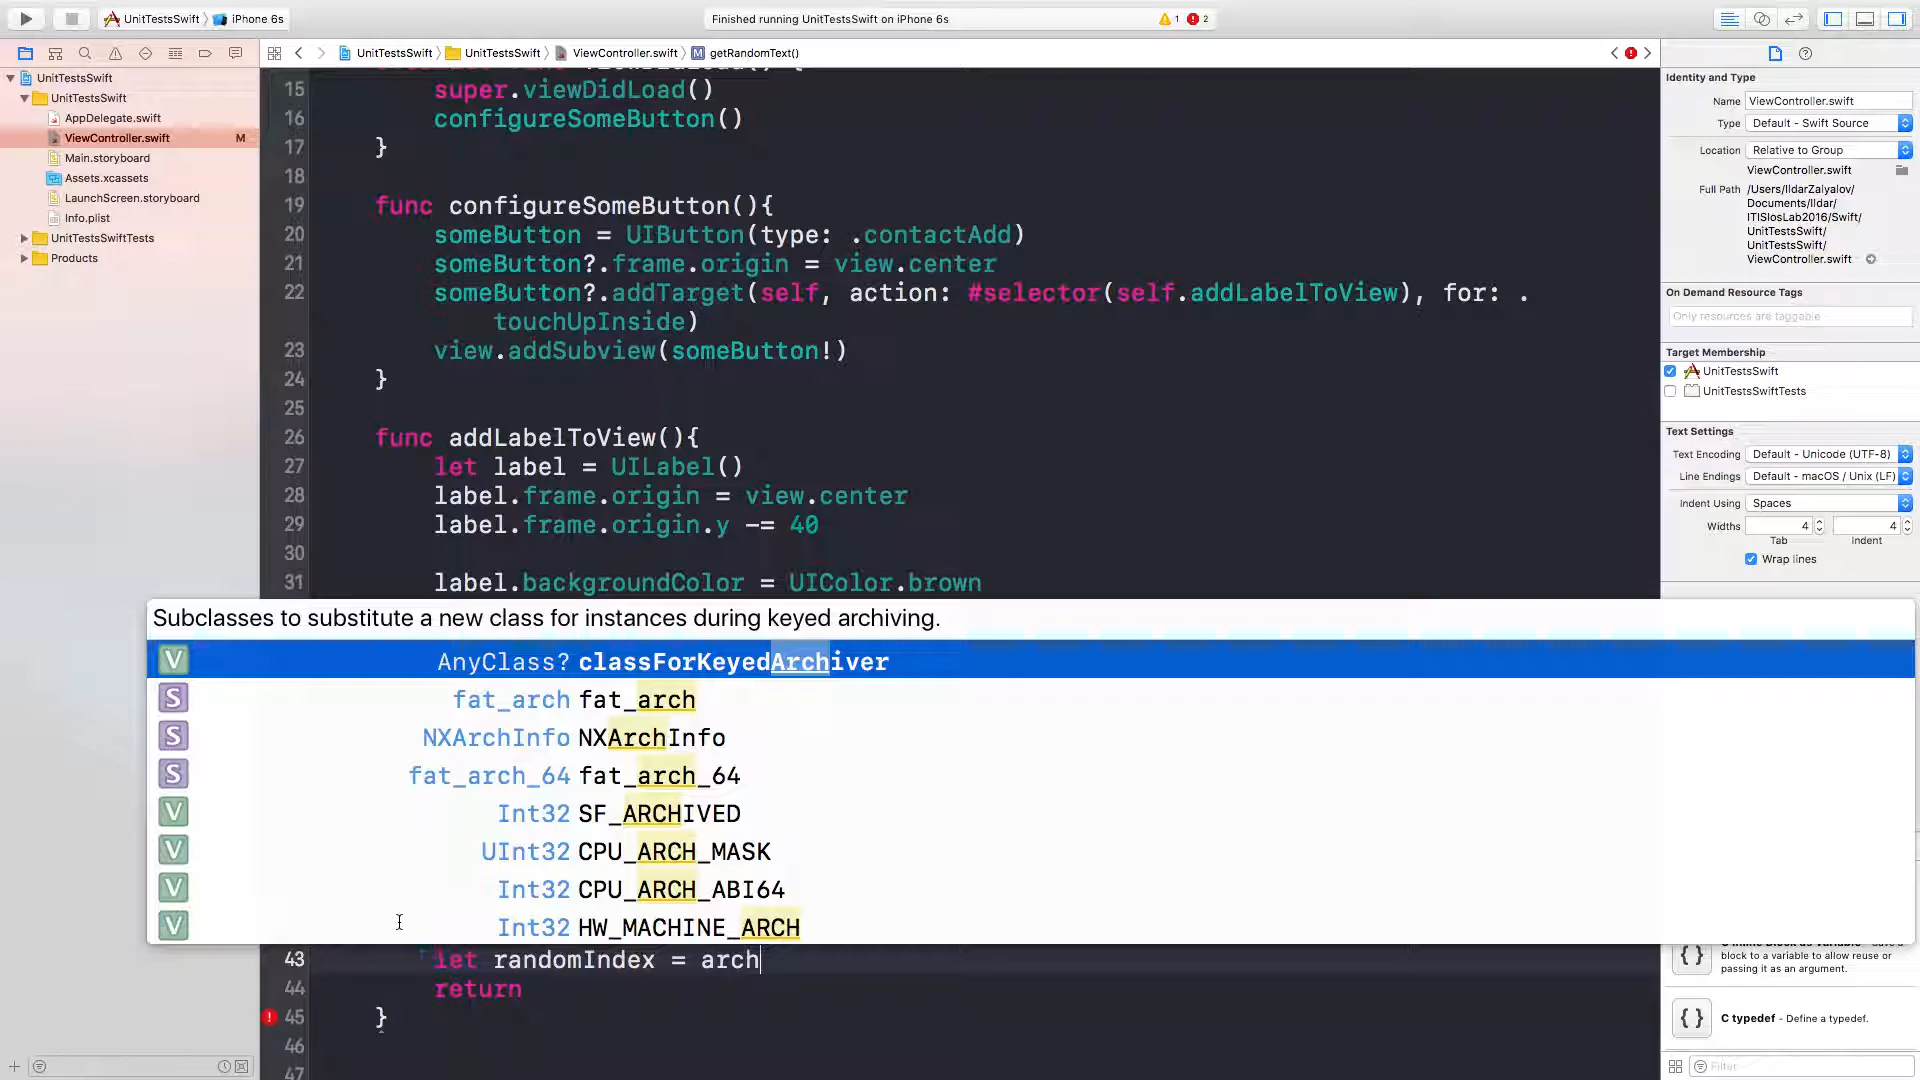 UnitTestsSwift
iPhone 6s
Finished running UnitTestsSwift on iPhone 6s
1
2
UnitTestsSwift
UnitTestsSwift
ViewController.swift
M
getRandomText()
UnitTestsSwift
UnitTestsSwift
AppDelegate.swift
ViewController.swift
M
Main.storyboard
Assets.xcassets
LaunchScreen.storyboard
Info.plist
UnitTestsSwiftTests
Products
15 super.viewDidLoad()
16 configureSomeButton()
17 }
18
19 func configureSomeButton(){
20 someButton = UIButton(type: .contactAdd)
21 someButton?.frame.origin = view.center
22 someButton?.addTarget(self, action: #selector(self.addLabelToView), for: .
touchUpInside)
23 view.addSubview(someButton!)
24 }
25
26 func addLabelToView(){
27 let label = UILabel()
28 label.frame.origin = view.center
29 label.frame.origin.y -= 40
30
31 label.backgroundColor = UIColor.brown
Subclasses to substitute a new class for instances during keyed archiving.
V AnyClass? classForKeyedArchiver
S fat_arch fat_arch
S NXArchInfo NXArchInfo
S fat_arch_64 fat_arch_64
V Int32 SF_ARCHIVED
V UInt32 CPU_ARCH_MASK
V Int32 CPU_ARCH_ABI64
V Int32 HW_MACHINE_ARCH
43 let randomIndex = arch
44 return
45 }
46
47
Identity and Type
Name ViewController.swift
Type Default - Swift Source
Location Relative to Group
ViewController.swift
Full Path /Users/IldarZalyalov/
Documents/Ildar/
ITISIosLab2016/Swift/
UnitTestsSwift/
UnitTestsSwift/
ViewController.swift
On Demand Resource Tags
Only resources are taggable
Target Membership
UnitTestsSwift
UnitTestsSwiftTests
Text Settings
Text Encoding Default - Unicode (UTF-8)
Line Endings Default - macOS / Unix (LF)
Indent Using Spaces
Widths 4 4
Tab Indent
Wrap lines
block to a variable to allow reuse or
passing it as an argument.
{ }
C typedef - Define a typedef.
Filter